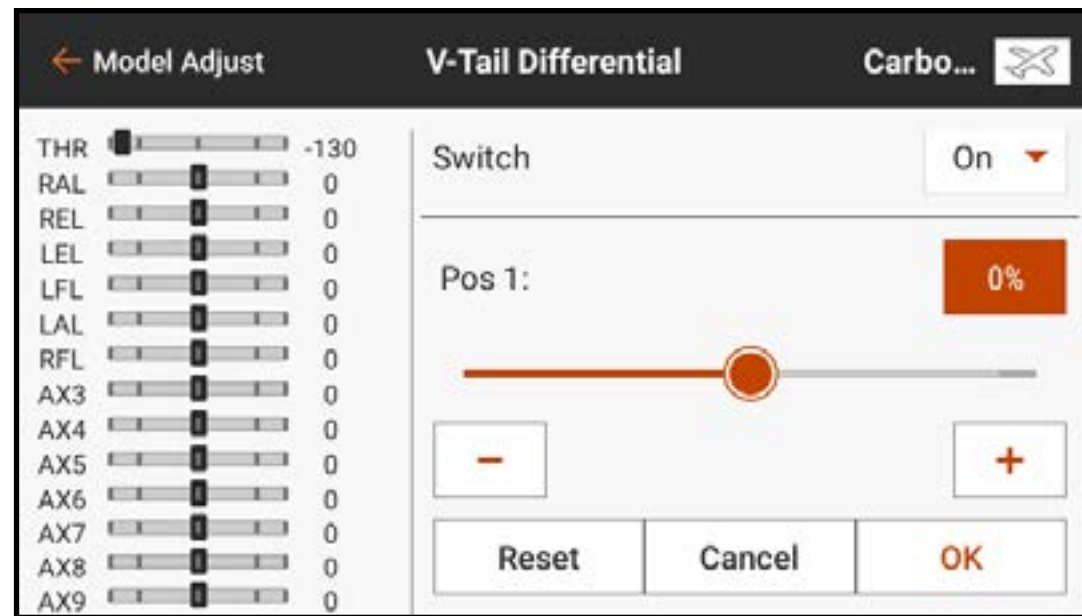 ← Model Adjust
V-Tail Differential
Carbo...
THR -130
RAL 0
REL 0
LEL 0
LFL 0
LAL 0
RFL 0
AX3 0
AX4 0
AX5 0
AX6 0
AX7 0
AX8 0
AX9 0
Switch On
Pos 1: 0%
− +
Reset Cancel OK